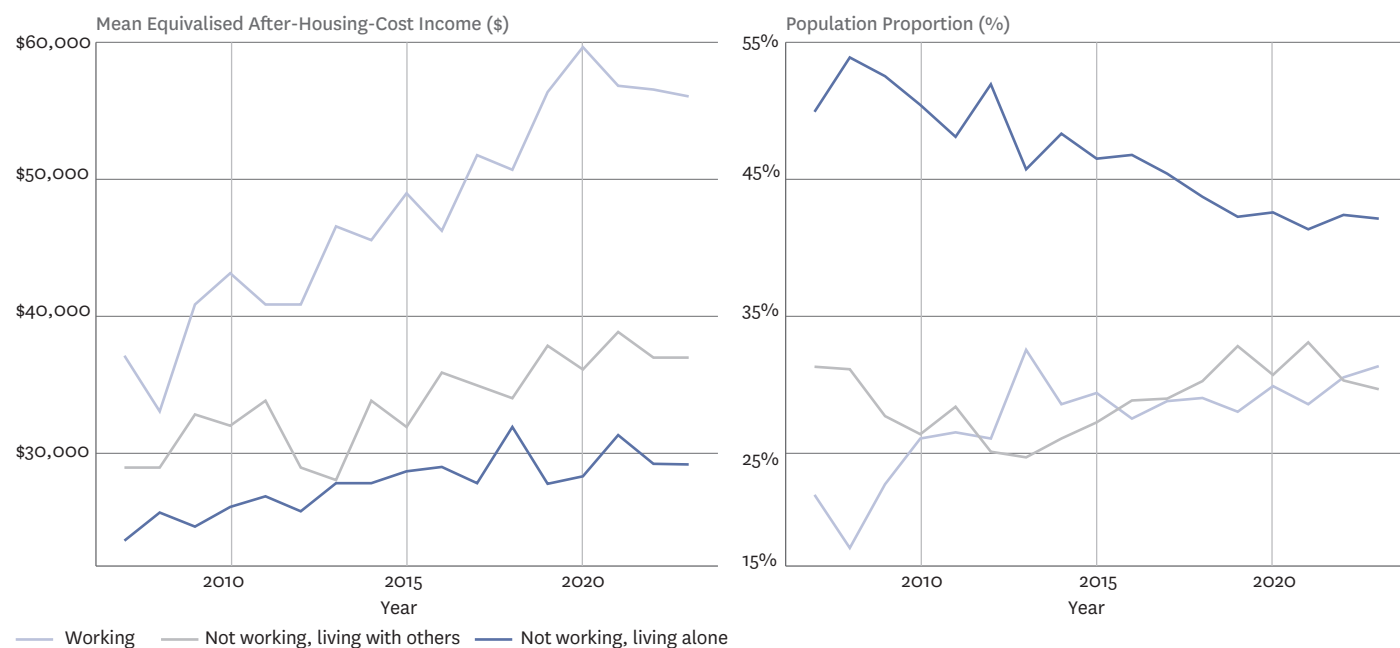 Mean Equivalised After-Housing-Cost Income ($)
$60,000
$50,000
$40,000
$30,000
2010 2015 2020
Year
Population Proportion (%)
55%
45%
35%
25%
15%
2010 2015 2020
Year
Working Not working, living with others Not working, living alone